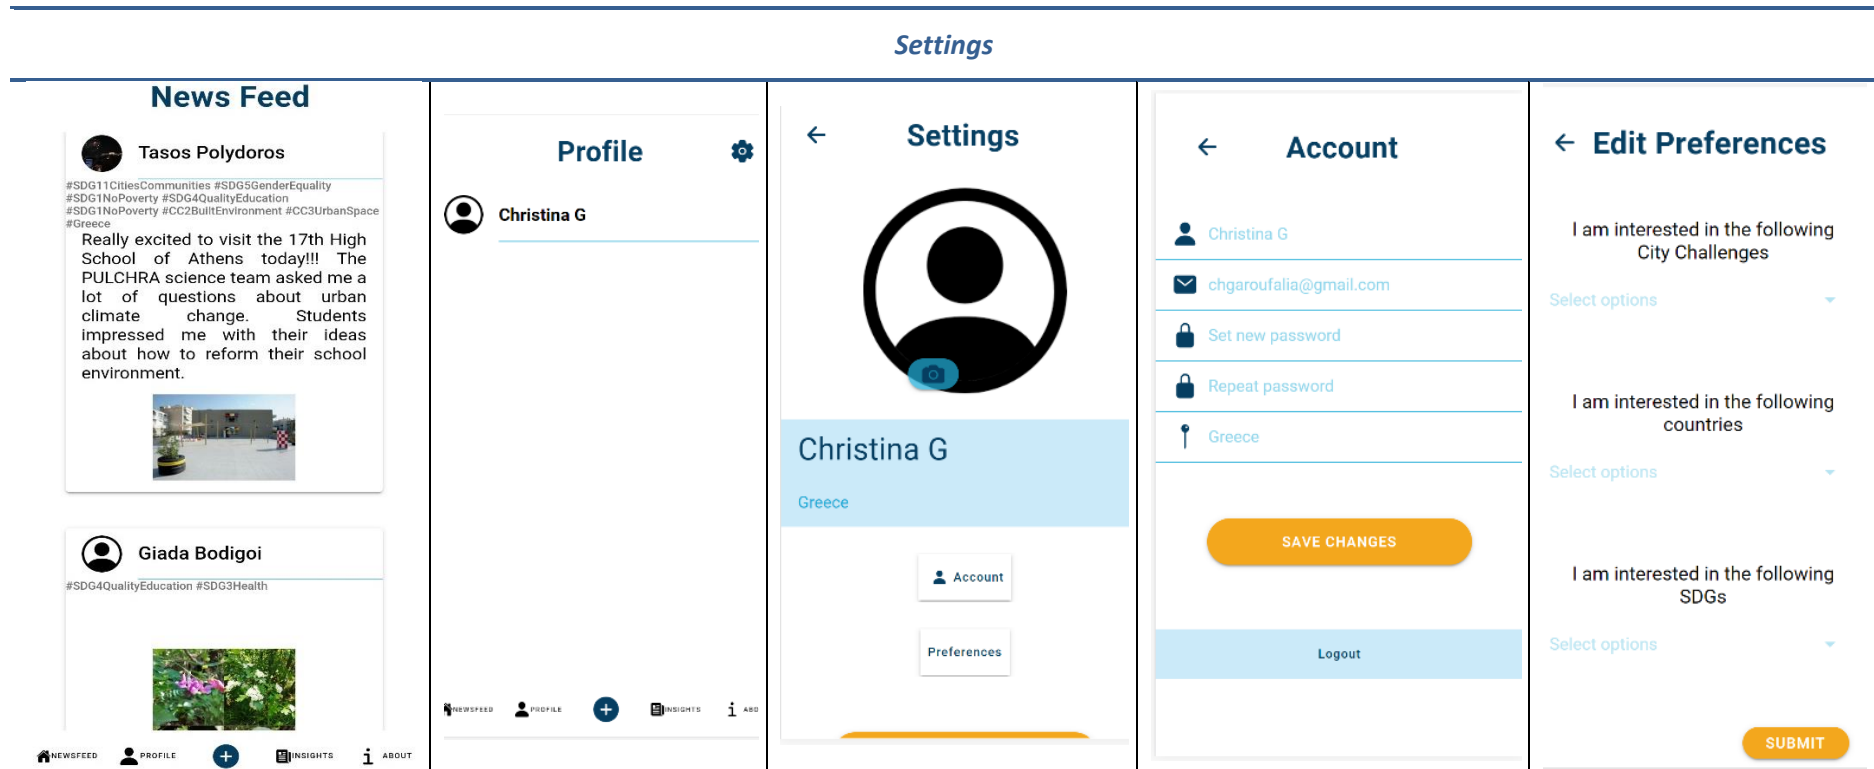 Settings
News Feed
Tasos Polydoros
#SDG11CitiesCommunities #SDG5GenderEquality
#SDG1NoPoverty #SDG4QualityEducation
#SDG1NoPoverty #CC2BuiltEnvironment #CC3UrbanSpace
#Greece
Really excited to visit the 17th High
School of Athens today!!! The
PULCHRA science team asked me a
lot of questions about urban
climate change. Students
impressed me with their ideas
about how to reform their school
environment.
Giada Bodigoi
#SDG4QualityEducation #SDG3Health
NEWSFEED PROFILE + INSIGHTS i ABOUT
Profile
Christina G
NEWSFEED PROFILE + INSIGHTS i ABO
Settings
Christina G
Greece
Account
Preferences
Account
Christina G
chgaroufalia@gmail.com
Set new password
Repeat password
Greece
SAVE CHANGES
Logout
Edit Preferences
I am interested in the following
City Challenges
Select options
I am interested in the following
countries
Select options
I am interested in the following
SDGs
Select options
SUBMIT